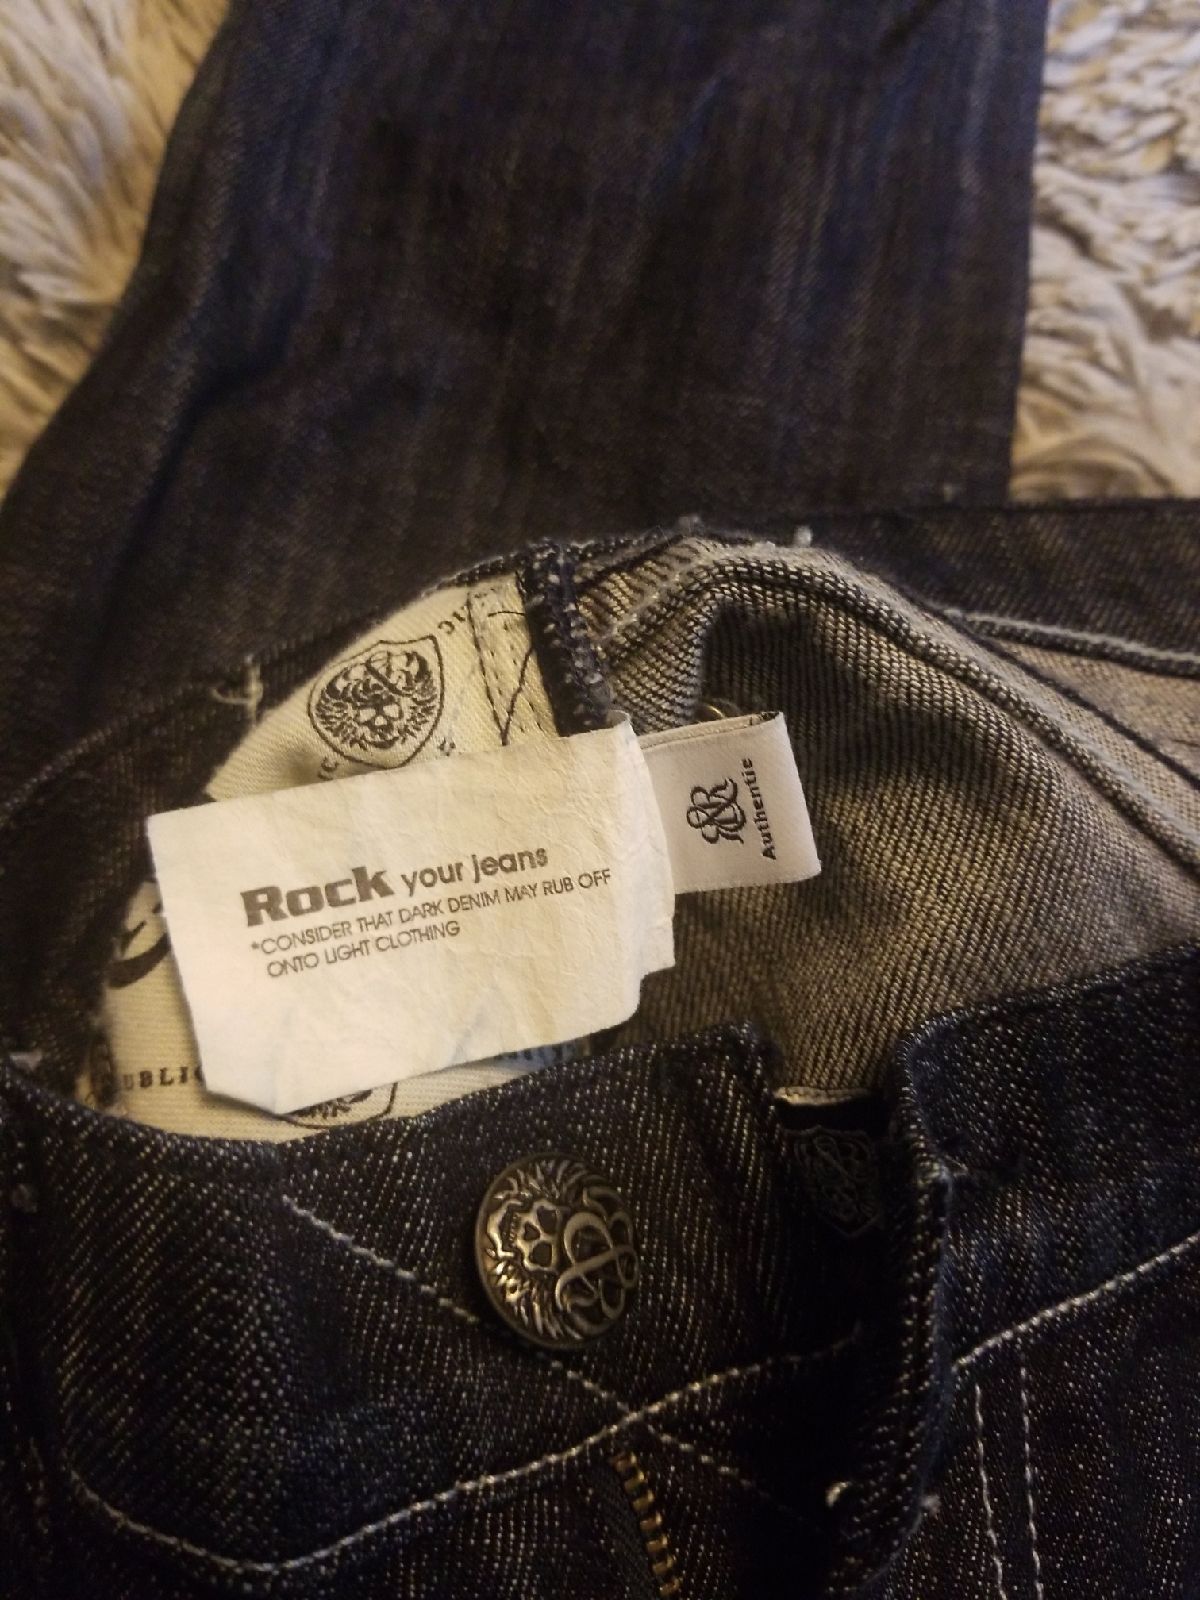 Rock your jeans
*CONSIDER THAT DARK DENIM MAY RUB OFF
ONTO LIGHT CLOTHING
Authentic